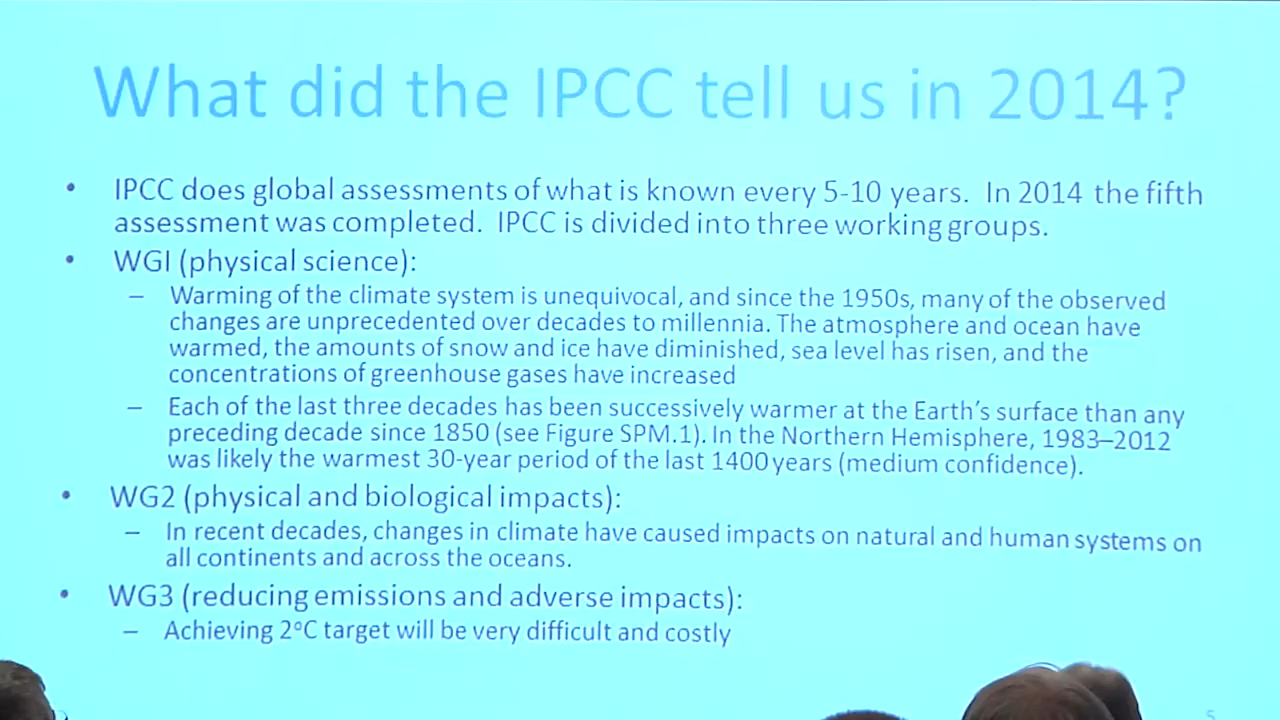 What did the IPCC tell us in 2014?
• IPCC does global assessments of what is known every 5-10 years. In 2014 the fifth
assessment was completed. IPCC is divided into three working groups.
• WGI (physical science):
– Warming of the climate system is unequivocal, and since the 1950s, many of the observed
changes are unprecedented over decades to millennia. The atmosphere and ocean have
warmed, the amounts of snow and ice have diminished, sea level has risen, and the
concentrations of greenhouse gases have increased
– Each of the last three decades has been successively warmer at the Earth’s surface than any
preceding decade since 1850 (see Figure SPM.1). In the Northern Hemisphere, 1983–2012
was likely the warmest 30-year period of the last 1400 years (medium confidence).
• WG2 (physical and biological impacts):
– In recent decades, changes in climate have caused impacts on natural and human systems on
all continents and across the oceans.
• WG3 (reducing emissions and adverse impacts):
– Achieving 2°C target will be very difficult and costly
5